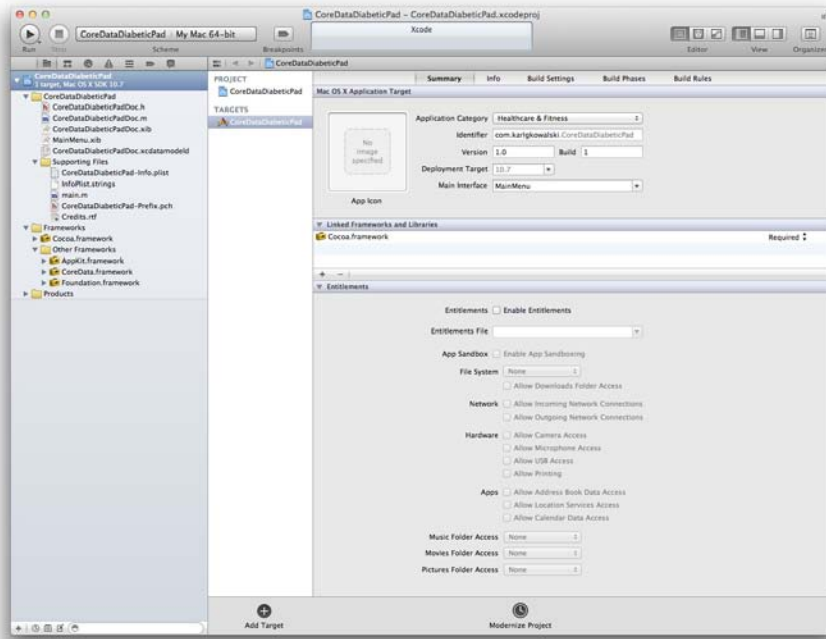 CoreDataDiabeticPad – CoreDataDiabeticPad.xcodeproj
CoreDataDiabeticPad My Mac 64-bit
Xcode
Run Stop Scheme Breakpoints Editor View Organizer
CoreDataDiabeticPad
CoreDataDiabeticPad
1 target, Mac OS X SDK 10.7
CoreDataDiabeticPad
CoreDataDiabeticPadDoc.h
CoreDataDiabeticPadDoc.m
CoreDataDiabeticPadDoc.xib
MainMenu.xib
CoreDataDiabeticPadDoc.xcdatamodeld
Supporting Files
CoreDataDiabeticPad-Info.plist
InfoPlist.strings
main.m
CoreDataDiabeticPad-Prefix.pch
Credits.rtf
Frameworks
Cocoa.framework
Other Frameworks
AppKit.framework
CoreData.framework
Foundation.framework
Products
PROJECT
CoreDataDiabeticPad
TARGETS
CoreDataDiabeticPad
Summary Info Build Settings Build Phases Build Rules
Mac OS X Application Target
No image specified
App Icon
Application Category Healthcare & Fitness
Identifier com.karlgkowalski.CoreDataDiabeticPad
Version 1.0 Build 1
Deployment Target 10.7
Main Interface MainMenu
Linked Frameworks and Libraries
Cocoa.framework Required
Entitlements
Entitlements Enable Entitlements
Entitlements File
App Sandbox Enable App Sandboxing
File System None
Allow Downloads Folder Access
Network Allow Incoming Network Connections
Allow Outgoing Network Connections
Hardware Allow Camera Access
Allow Microphone Access
Allow USB Access
Allow Printing
Apps Allow Address Book Data Access
Allow Location Services Access
Allow Calendar Data Access
Music Folder Access None
Movies Folder Access None
Pictures Folder Access None
Add Target
Modernize Project